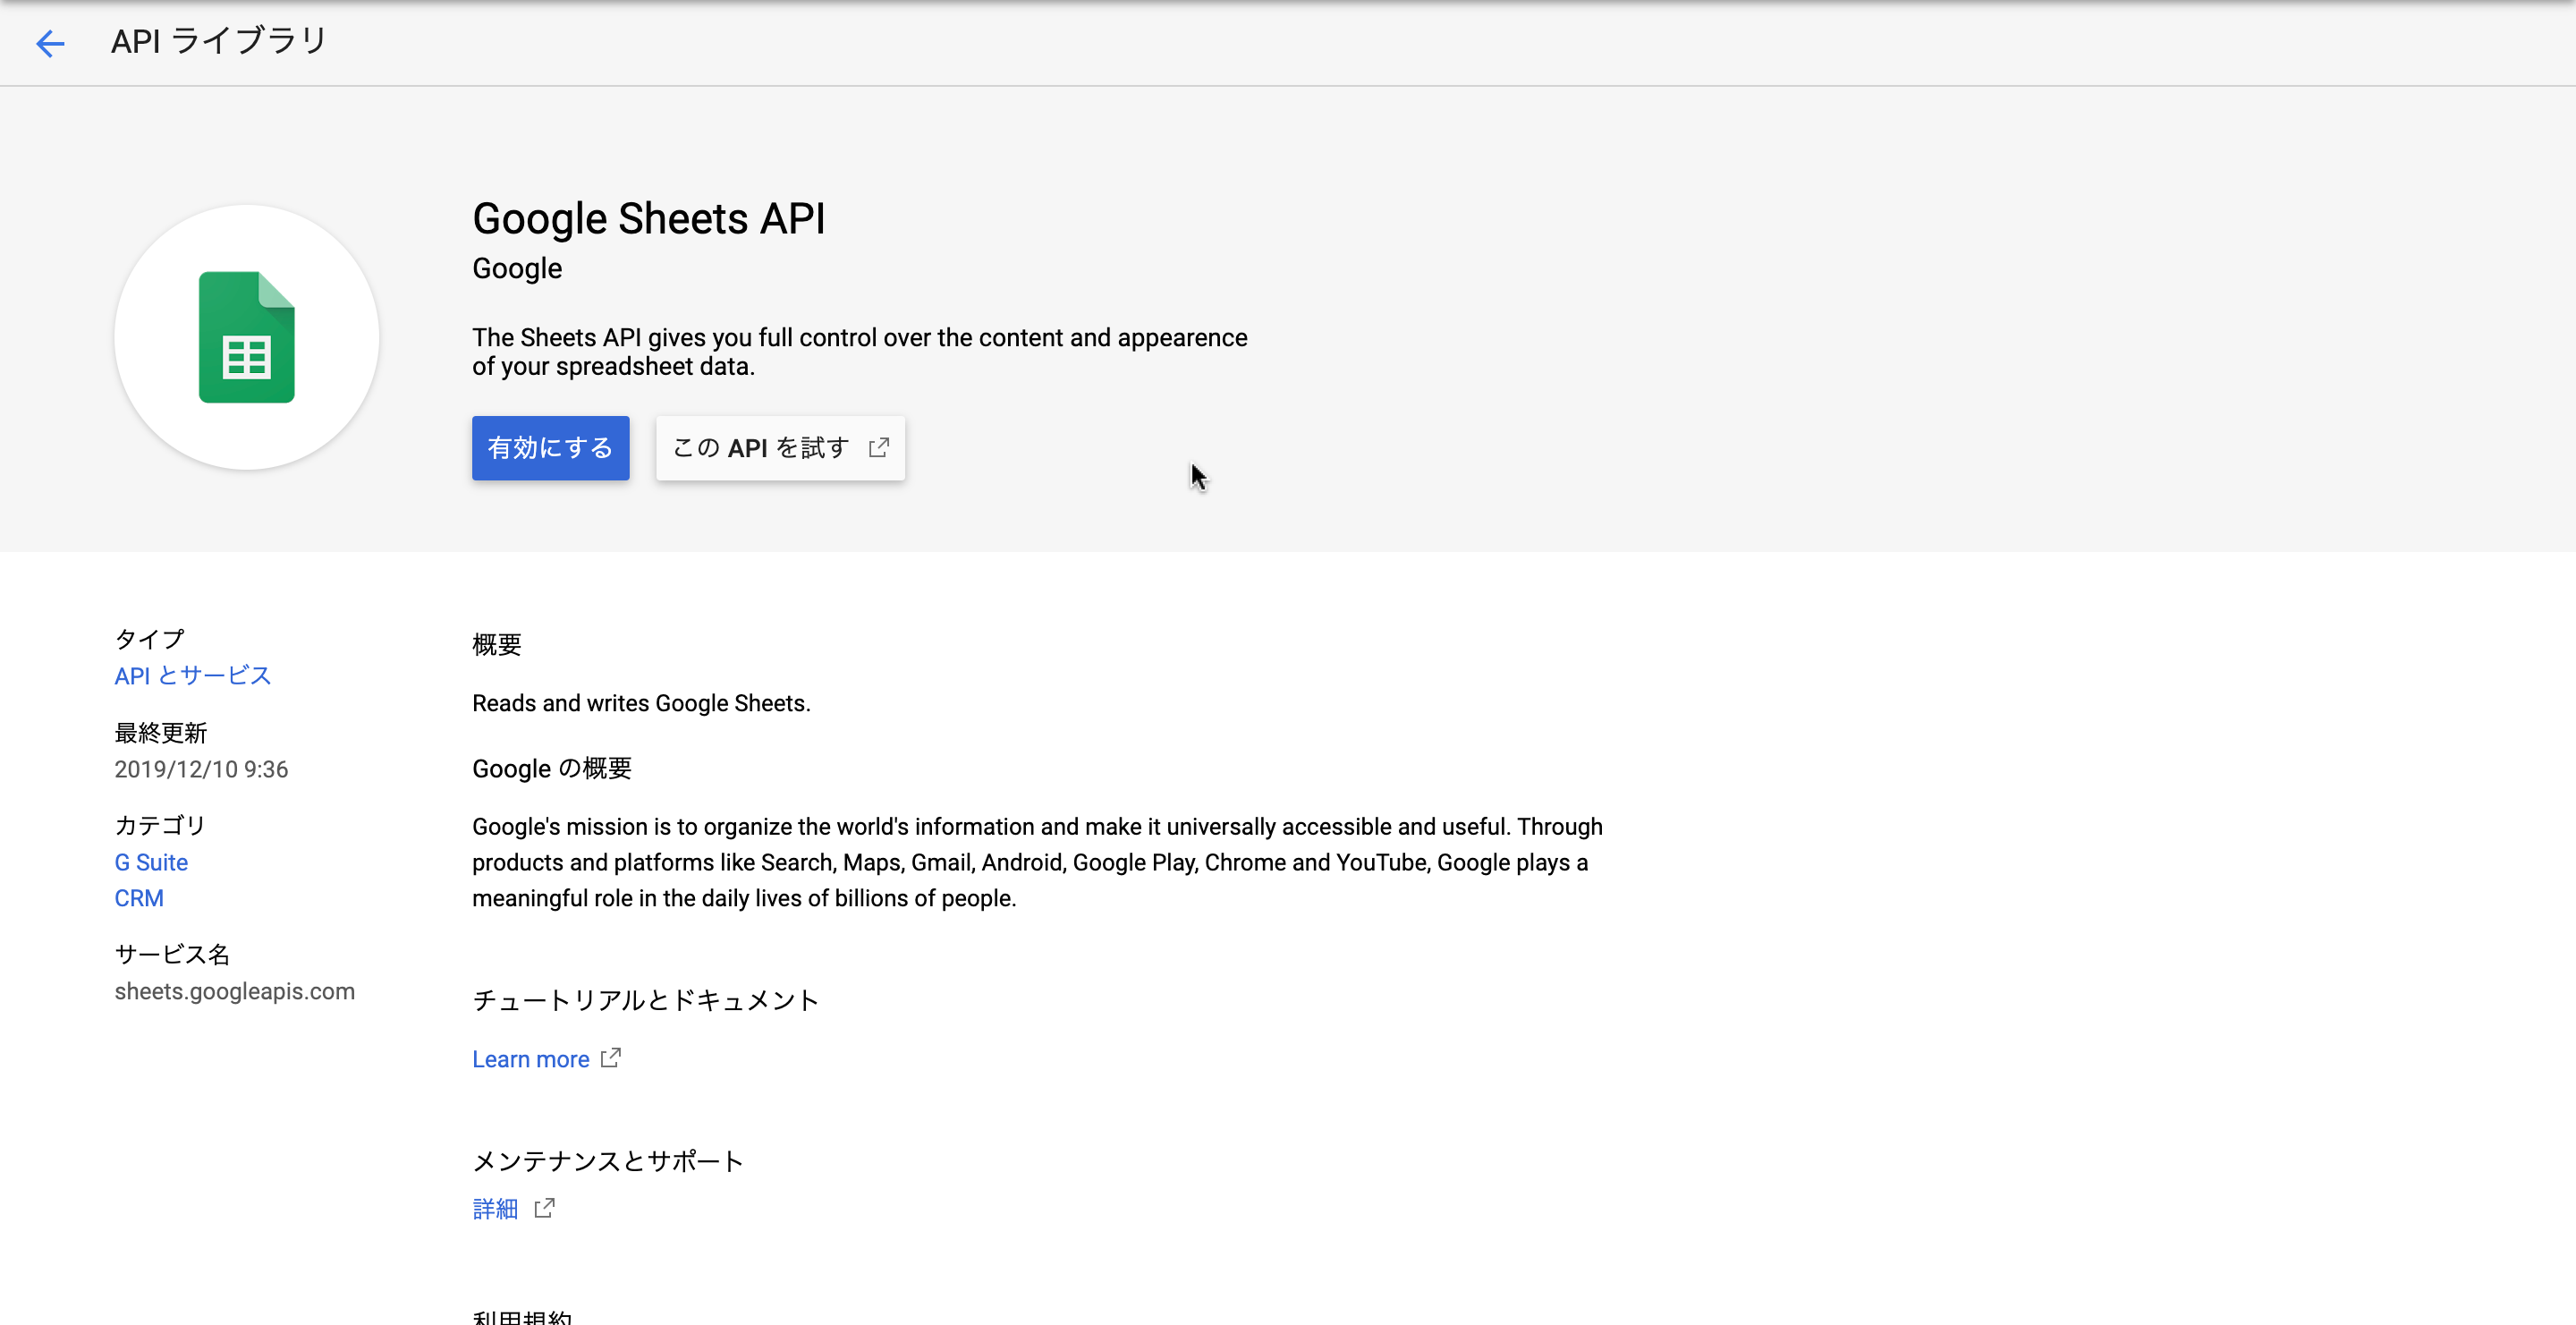 API ライブラリ
Google Sheets API
Google
The Sheets API gives you full control over the content and appearence
of your spreadsheet data.
有効にする
この API を試す
タイプ
API とサービス
最終更新
2019/12/10 9:36
カテゴリ
G Suite
CRM
サービス名
sheets.googleapis.com
概要
Reads and writes Google Sheets.
Google の概要
Google's mission is to organize the world's information and make it universally accessible and useful. Through
products and platforms like Search, Maps, Gmail, Android, Google Play, Chrome and YouTube, Google plays a
meaningful role in the daily lives of billions of people.
チュートリアルとドキュメント
Learn more
メンテナンスとサポート
詳細
利用規約